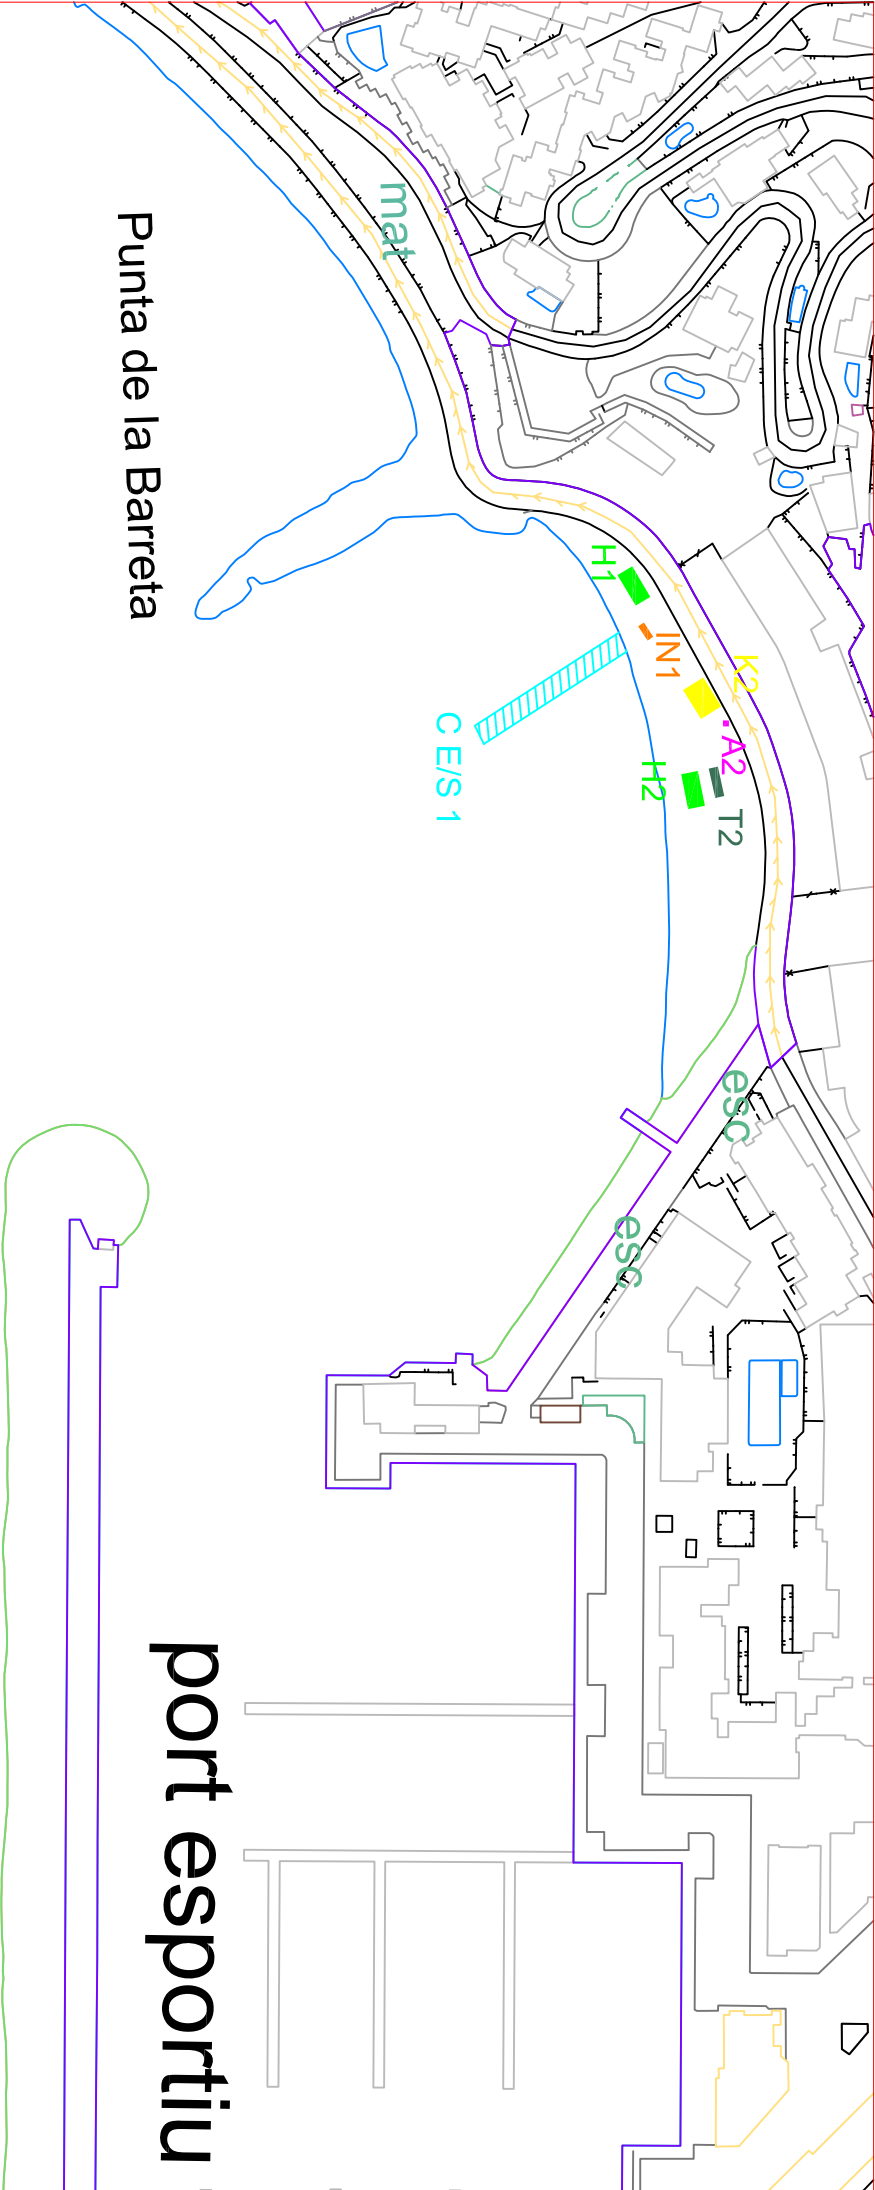 mat
Punta de la Barreta
H1
IN1
K2
A2
C E/S 1
H2
T2
esc
esc
port esportiu